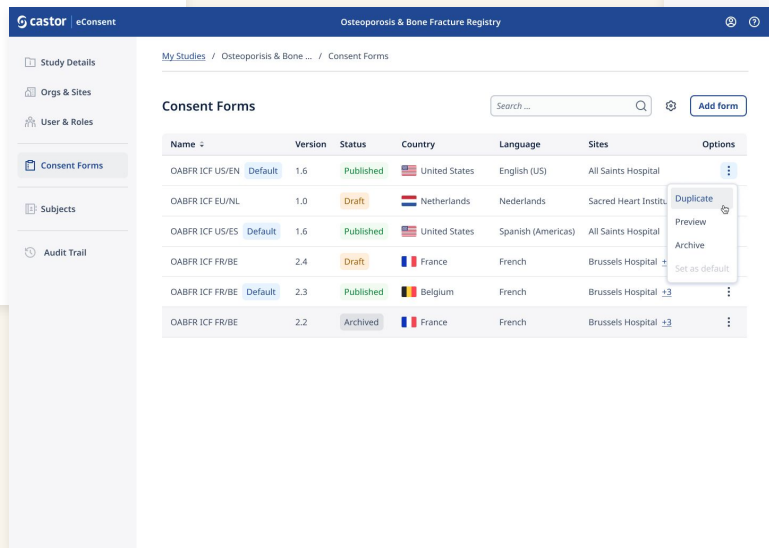 castor | eConsent Osteoporosis & Bone Fracture Registry
Study Details
Orgs & Sites
User & Roles
Consent Forms
Subjects
Audit Trail
My Studies / Osteoporisis & Bone ... / Consent Forms
Consent Forms Search ... Add form
Name Version Status Country Language Sites Options
OABFR ICF US/EN Default 1.6 Published United States English (US) All Saints Hospital
OABFR ICF EU/NL 1.0 Draft Netherlands Nederlands Sacred Heart Institu
OABFR ICF US/ES Default 1.6 Published United States Spanish (Americas) All Saints Hospital
OABFR ICF FR/BE 2.4 Draft France French Brussels Hospital +
OABFR ICF FR/BE Default 2.3 Published Belgium French Brussels Hospital +3
OABFR ICF FR/BE 2.2 Archived France French Brussels Hospital +3
Duplicate
Preview
Archive
Set as default